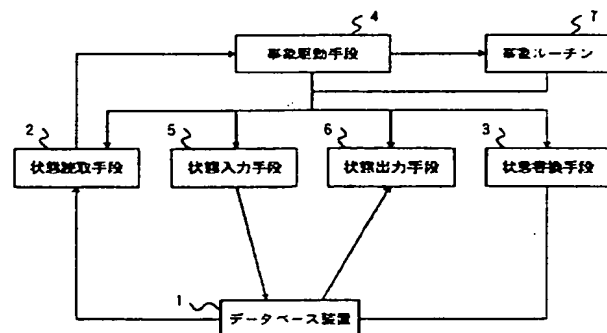 4
7
事象駆動手段
事象ルーチン
2
5
6
3
状態読取手段
状態入力手段
状態出力手段
状態書換手段
1
データベース装置